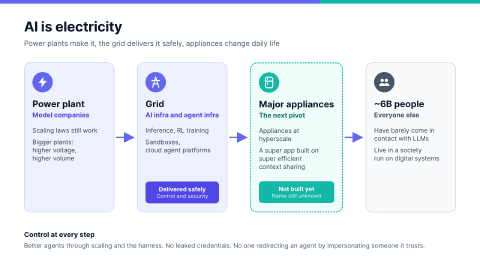 AI is electricity
Power plants make it, the grid delivers it safely, appliances change daily life
Power plant
Model companies
Scaling laws still work
Bigger plants:
higher voltage,
higher volume
Grid
AI infra and agent infra
Inference, RL training
Sandboxes,
cloud agent platforms
Delivered safely
Control and security
Major appliances
The next pivot
Appliances at
hyperscale
A super app built on
super efficient
context sharing
Not built yet
Name still unknown
~6B people
Everyone else
Have barely come in
contact with LLMs
Live in a society
run on digital systems
Control at every step
Better agents through scaling and the harness. No leaked credentials. No one redirecting an agent by impersonating someone it trusts.